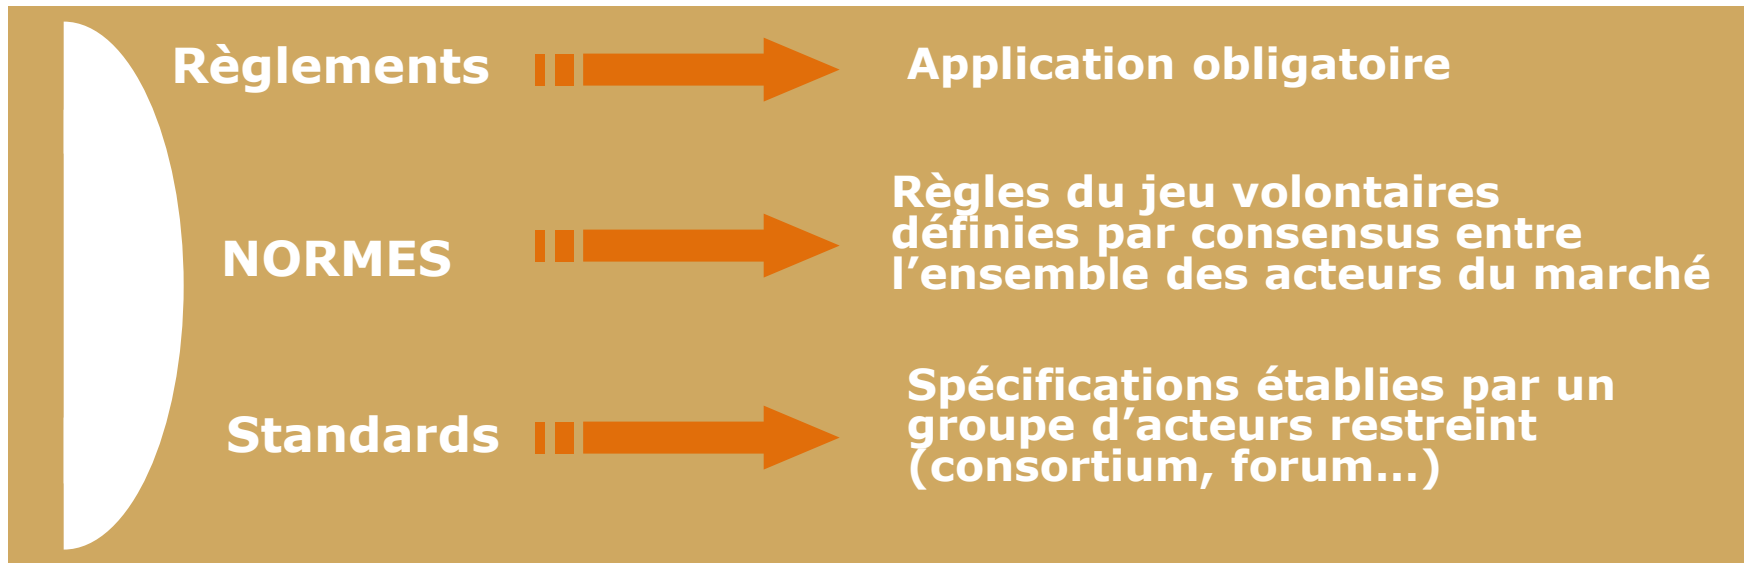 Règlements
Application obligatoire
NORMES
Règles du jeu volontaires
définies par consensus entre
l’ensemble des acteurs du marché
Standards
Spécifications établies par un
groupe d’acteurs restreint
(consortium, forum…)